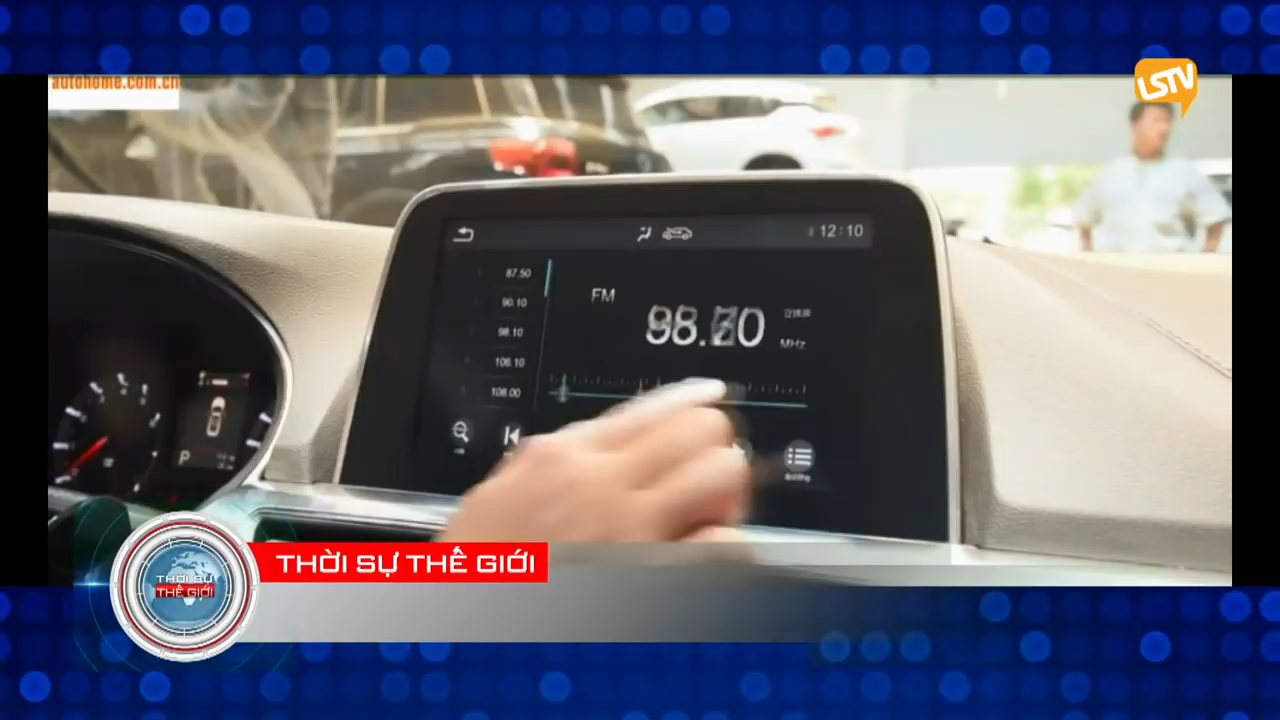 autohome.com.cn
LSTV
12:10
87.50
90.10
98.10
106.10
108.00
FM
MHz
P
THỜI SỰ THẾ GIỚI
THỜI SỰ
THẾ GIỚI